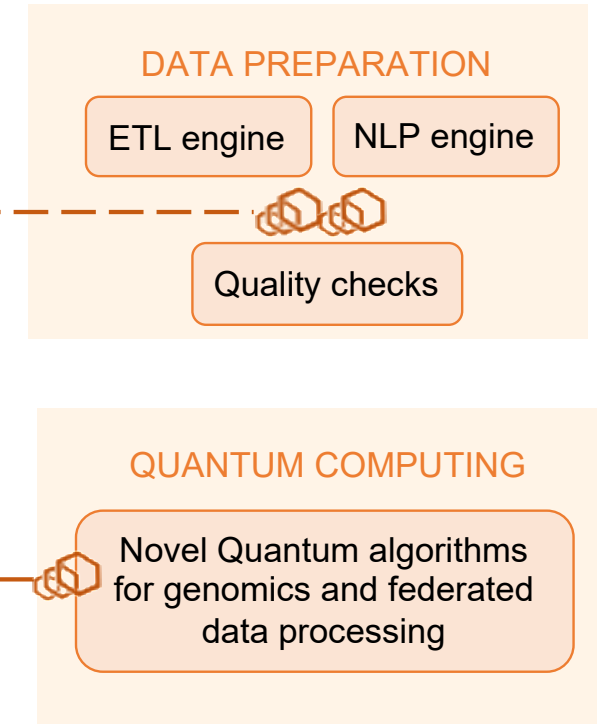 DATA PREPARATION
ETL engine
NLP engine
Quality checks
QUANTUM COMPUTING
Novel Quantum algorithms
for genomics and federated
data processing